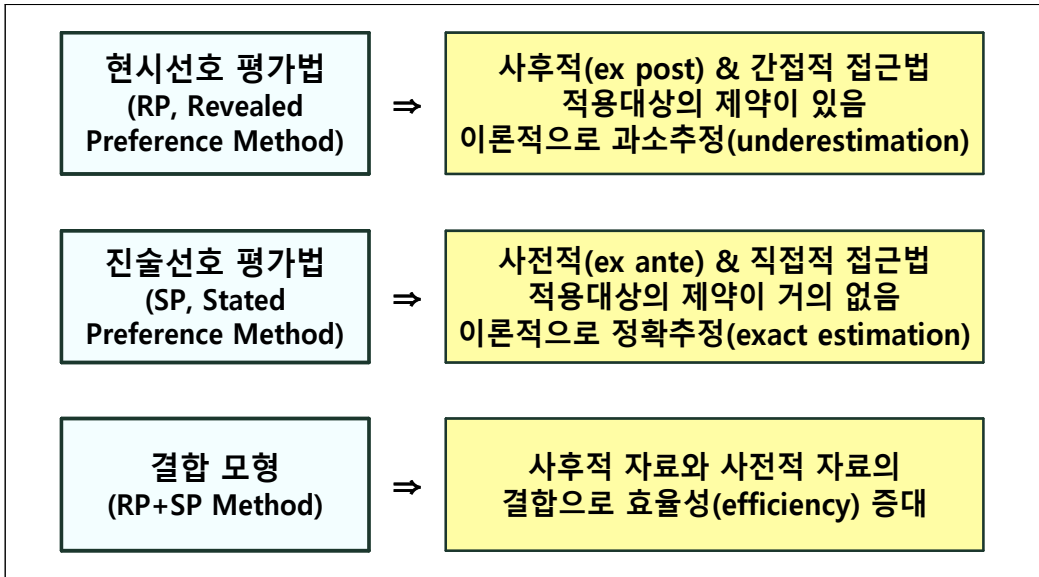 현시선호 평가법
(RP, Revealed
Preference Method)
⇒
사후적(ex post) & 간접적 접근법
적용대상의 제약이 있음
이론적으로 과소추정(underestimation)
진술선호 평가법
(SP, Stated
Preference Method)
⇒
사전적(ex ante) & 직접적 접근법
적용대상의 제약이 거의 없음
이론적으로 정확추정(exact estimation)
결합 모형
(RP+SP Method)
⇒
사후적 자료와 사전적 자료의
결합으로 효율성(efficiency) 증대